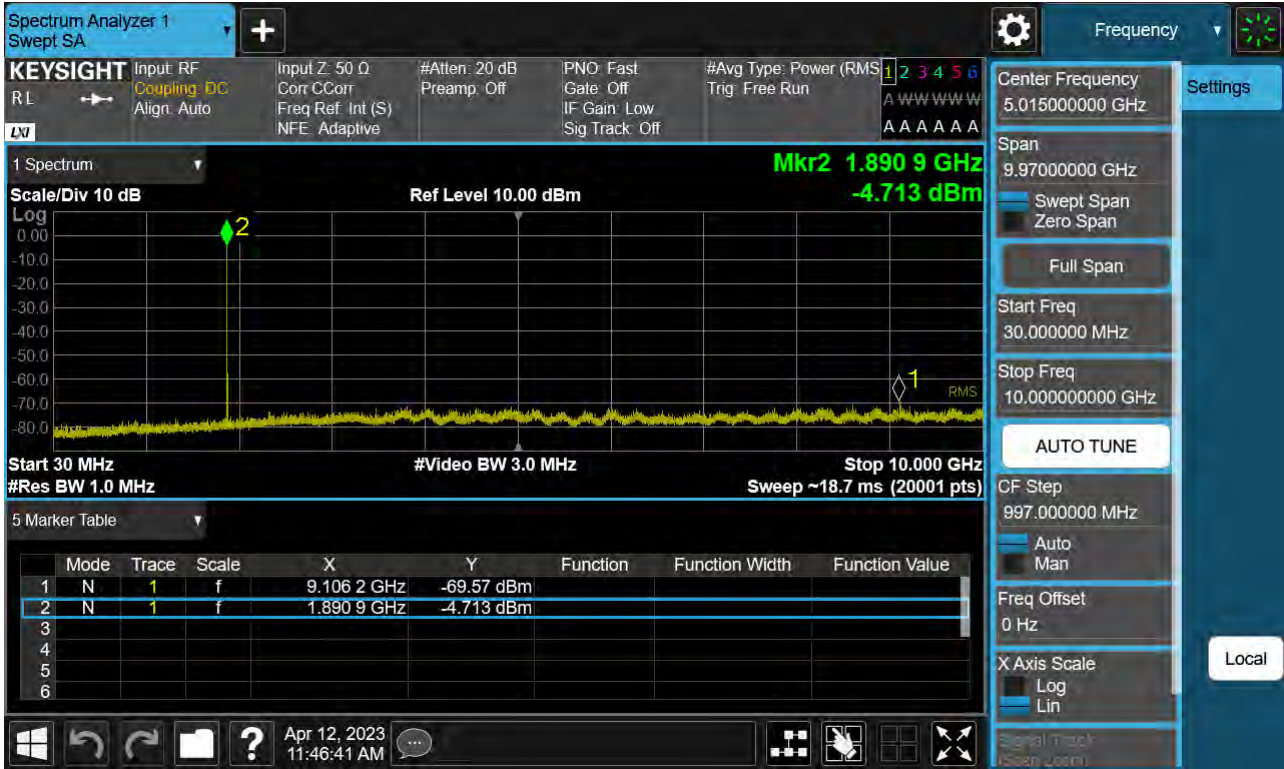 Spectrum Analyzer 1
Swept SA
Frequency
KEYSIGHT
RL
LXI
Input: RF
Coupling: DC
Align: Auto
Input Z: 50 Ω
Corr CCorr
Freq Ref: Int (S)
NFE: Adaptive
#Atten: 20 dB
Preamp: Off
PNO: Fast
Gate: Off
IF Gain: Low
Sig Track: Off
#Avg Type: Power (RMS
Trig: Free Run
1 2 3 4 5 6
A W W W W W
A A A A A A
1 Spectrum
Mkr2 1.890 9 GHz
-4.713 dBm
Scale/Div 10 dB
Ref Level 10.00 dBm
Log
0.00
-10.0
-20.0
-30.0
-40.0
-50.0
-60.0
-70.0
-80.0
2
1
RMS
Start 30 MHz
#Video BW 3.0 MHz
Stop 10.000 GHz
#Res BW 1.0 MHz
Sweep ~18.7 ms (20001 pts)
5 Marker Table
Mode Trace Scale X Y Function Function Width Function Value
1 N 1 f 9.106 2 GHz -69.57 dBm
2 N 1 f 1.890 9 GHz -4.713 dBm
3
4
5
6
?
Apr 12, 2023
11:46:41 AM
Center Frequency
5.015000000 GHz
Settings
Span
9.97000000 GHz
Swept Span
Zero Span
Full Span
Start Freq
30.000000 MHz
Stop Freq
10.000000000 GHz
AUTO TUNE
CF Step
997.000000 MHz
Auto
Man
Freq Offset
0 Hz
X Axis Scale
Log
Lin
Local
Signal Track
(Span Zoom)